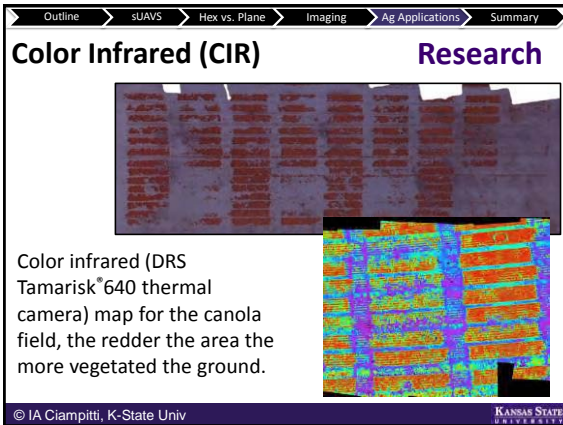 Outline sUAVS Hex vs. Plane Imaging Ag Applications Summary
Color Infrared (CIR) Research
Color infrared (DRS
Tamarisk®640 thermal
camera) map for the canola
field, the redder the area the
more vegetated the ground.
© IA Ciampitti, K-State Univ KANSAS STATE
UNIVERSITY